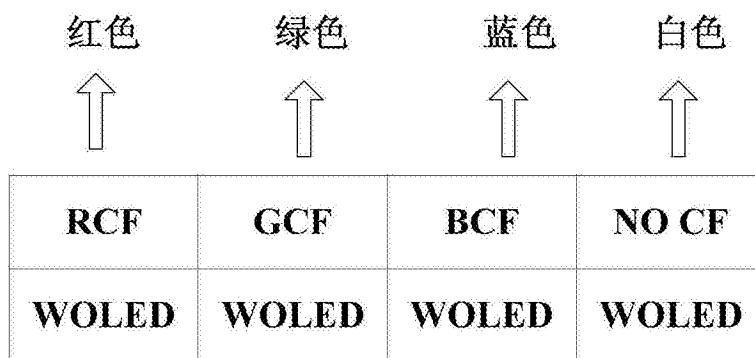 红色 绿色 蓝色 白色
RCF GCF BCF NO CF
WOLED WOLED WOLED WOLED